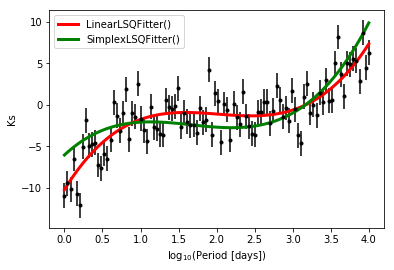 LinearLSQFitter()
SimplexLSQFitter()
10
5
0
−5
−10
Ks
0.0 0.5 1.0 1.5 2.0 2.5 3.0 3.5 4.0
log₁₀(Period [days])